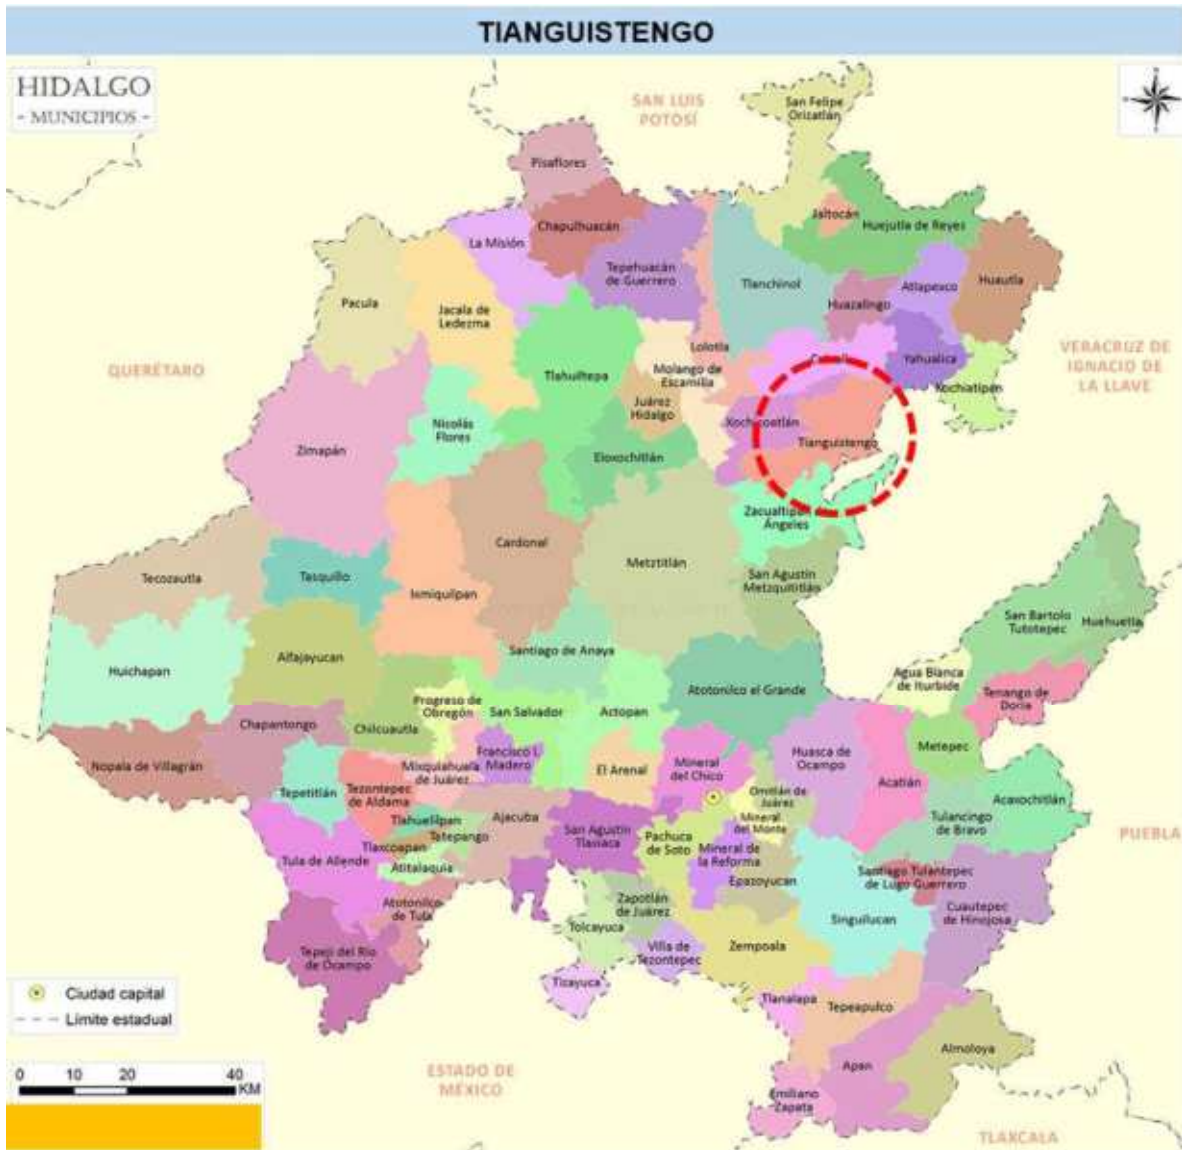 TIANGUISTENGO
HIDALGO
- MUNICIPIOS -
SAN LUIS
POTOSÍ
San Felipe
Orizatlán
Pisaflores
Chapulhuacán
La Misión
Jaltocán
Huejutla de Reyes
Tepehuacán
de Guerrero
Tlanchinol
Atlapexco
Huautla
Huazalingo
Pacula
Jacala de
Ledezma
Lolotla
Yahualica
VERACRUZ DE
IGNACIO DE
LA LLAVE
QUERÉTARO
Tlahuiltepa
Molango de
Escamilla
Xochiatipan
Juárez
Hidalgo
Nicolás
Flores
Xochicoatlán
Tianguistengo
Zimapán
Eloxochitlán
Zacualtipán
Ángeles
Cardonal
Metztitlán
San Agustín
Metzquititlán
Tecozautla
Tasquillo
Ixmiquilpan
San Bartolo
Tutotepec
Huehuetla
Huichapan
Alfajayucan
Santiago de Anaya
Agua Blanca
de Iturbide
Tenango de
Doria
Atotonilco el Grande
Progreso de
Obregón
San Salvador
Actopan
Chapantongo
Chilcuautla
Metepec
Nopala de Villagrán
Mixquiahuala
de Juárez
Francisco I.
Madero
El Arenal
Mineral
del Chico
Huasca de
Ocampo
Acatlán
Tepetitlán
Tezontepec
de Aldama
Omitlán de
Juárez
Acaxochitlán
Tlahuelilpan
Ajacuba
Mineral
del Monte
Tulancingo
de Bravo
Tetepango
San Agustín
Tlaxiaca
Pachuca
de Soto
PUEBLA
Tula de Allende
Tlaxcoapan
Mineral de
la Reforma
Atitalaquia
Epazoyucan
Santiago Tulantepec
de Lugo Guerrero
Atotonilco
de Tula
Zapotlán
de Juárez
Cuautepec
de Hinojosa
Singuilucan
Tolcayuca
Villa de
Tezontepec
Zempoala
Tepeji del Río
de Ocampo
Tizayuca
Tlanalapa
Tepeapulco
Ciudad capital
Límite estadual
Almoloya
Apan
0 10 20 40
KM
ESTADO DE
MÉXICO
Emiliano
Zapata
TLAXCALA